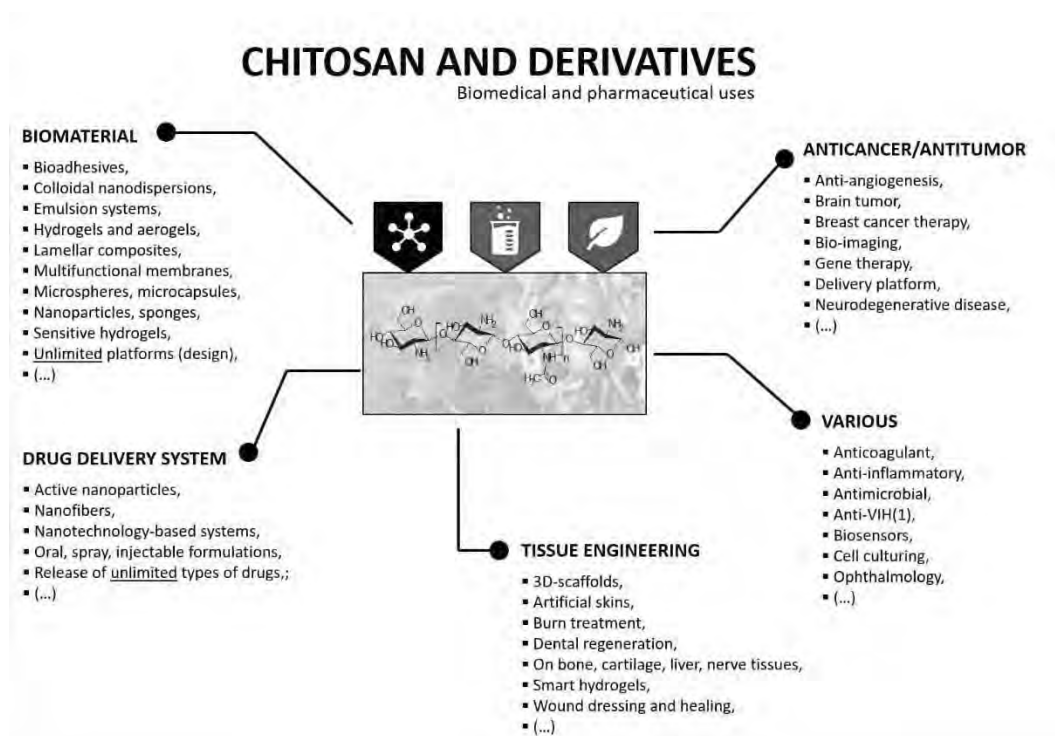 CHITOSAN AND DERIVATIVES
Biomedical and pharmaceutical uses
BIOMATERIAL
▪ Bioadhesives,
▪ Colloidal nanodispersions,
▪ Emulsion systems,
▪ Hydrogels and aerogels,
▪ Lamellar composites,
▪ Multifunctional membranes,
▪ Microspheres, microcapsules,
▪ Nanoparticles, sponges,
▪ Sensitive hydrogels,
▪ Unlimited platforms (design),
▪ (...)
DRUG DELIVERY SYSTEM
▪ Active nanoparticles,
▪ Nanofibers,
▪ Nanotechnology-based systems,
▪ Oral, spray, injectable formulations,
▪ Release of unlimited types of drugs,;
▪ (...)
TISSUE ENGINEERING
▪ 3D-scaffolds,
▪ Artificial skins,
▪ Burn treatment,
▪ Dental regeneration,
▪ On bone, cartilage, liver, nerve tissues,
▪ Smart hydrogels,
▪ Wound dressing and healing,
▪ (...)
ANTICANCER/ANTITUMOR
▪ Anti-angiogenesis,
▪ Brain tumor,
▪ Breast cancer therapy,
▪ Bio-imaging,
▪ Gene therapy,
▪ Delivery platform,
▪ Neurodegenerative disease,
▪ (...)
VARIOUS
▪ Anticoagulant,
▪ Anti-inflammatory,
▪ Antimicrobial,
▪ Anti-VIH(1),
▪ Biosensors,
▪ Cell culturing,
▪ Ophthalmology,
▪ (...)